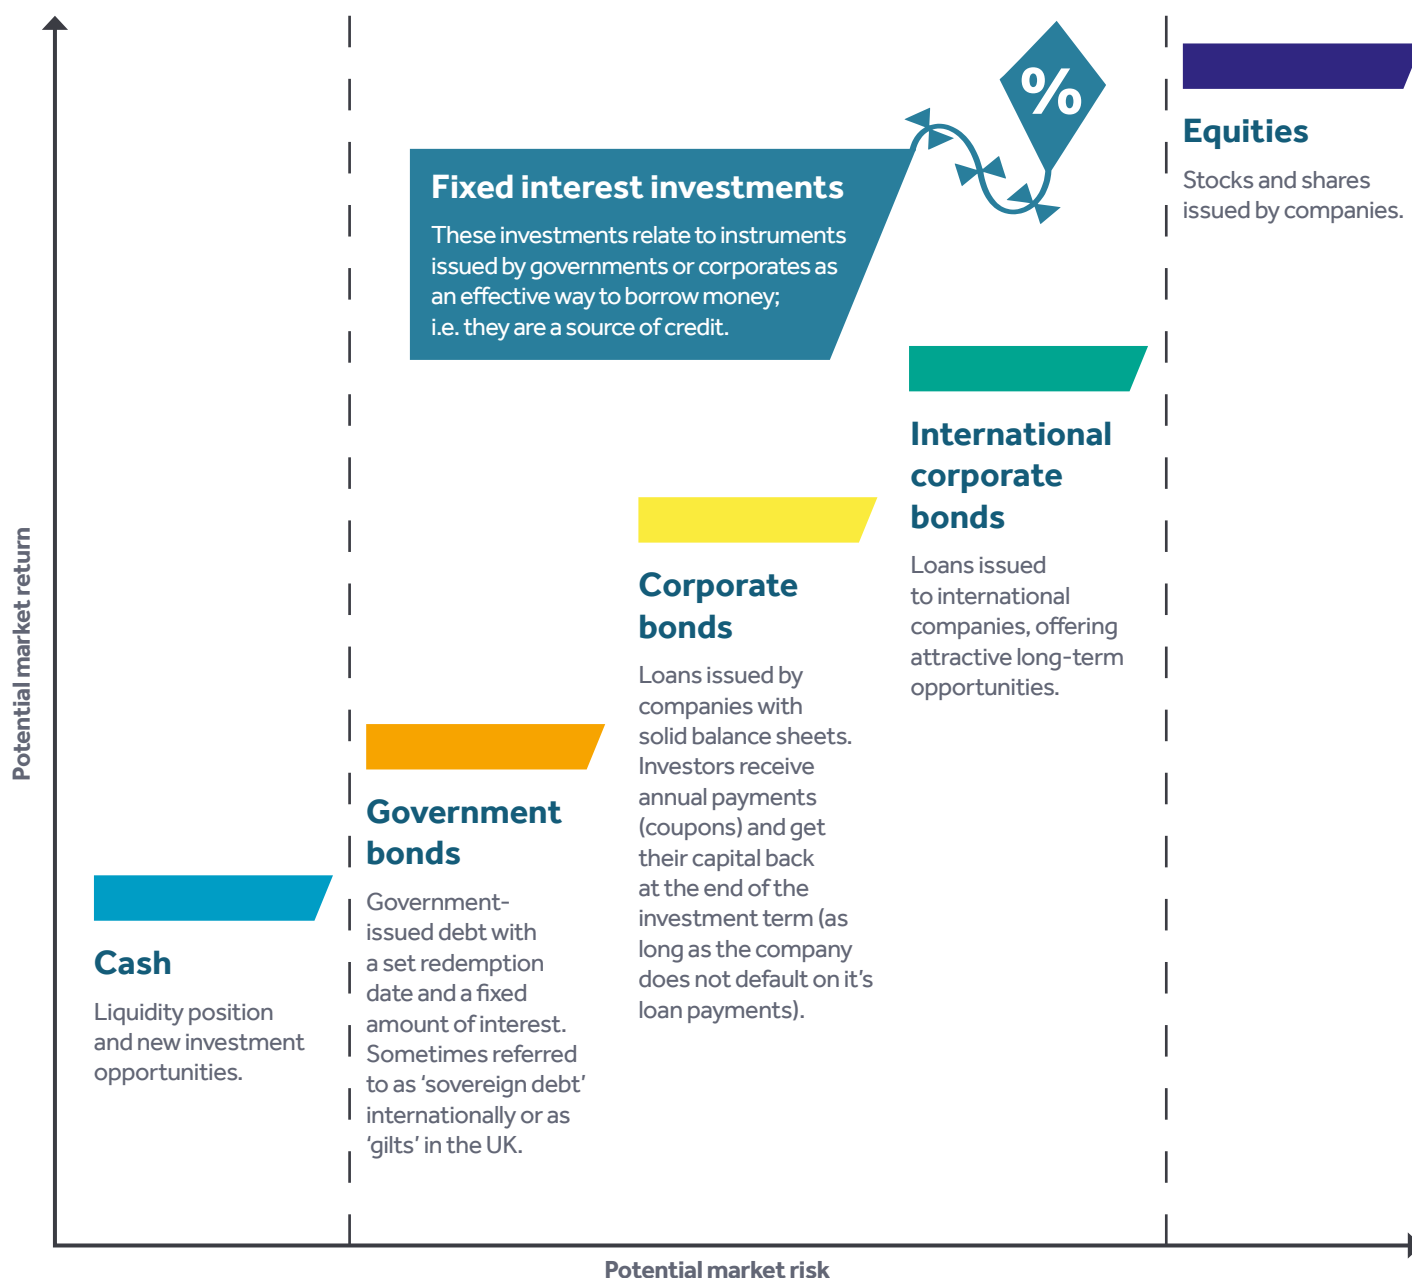 %
Equities
Stocks and shares
issued by companies.
Fixed interest investments
These investments relate to instruments
issued by governments or corporates as
an effective way to borrow money;
i.e. they are a source of credit.
International
corporate
bonds
Loans issued
to international
companies, offering
attractive long-term
opportunities.
Corporate
bonds
Loans issued by
companies with
solid balance sheets.
Investors receive
annual payments
(coupons) and get
their capital back
at the end of the
investment term (as
long as the company
does not default on it’s
loan payments).
Government
bonds
Government-
issued debt with
a set redemption
date and a fixed
amount of interest.
Sometimes referred
to as ‘sovereign debt’
internationally or as
‘gilts’ in the UK.
Cash
Liquidity position
and new investment
opportunities.
Potential market return
Potential market risk